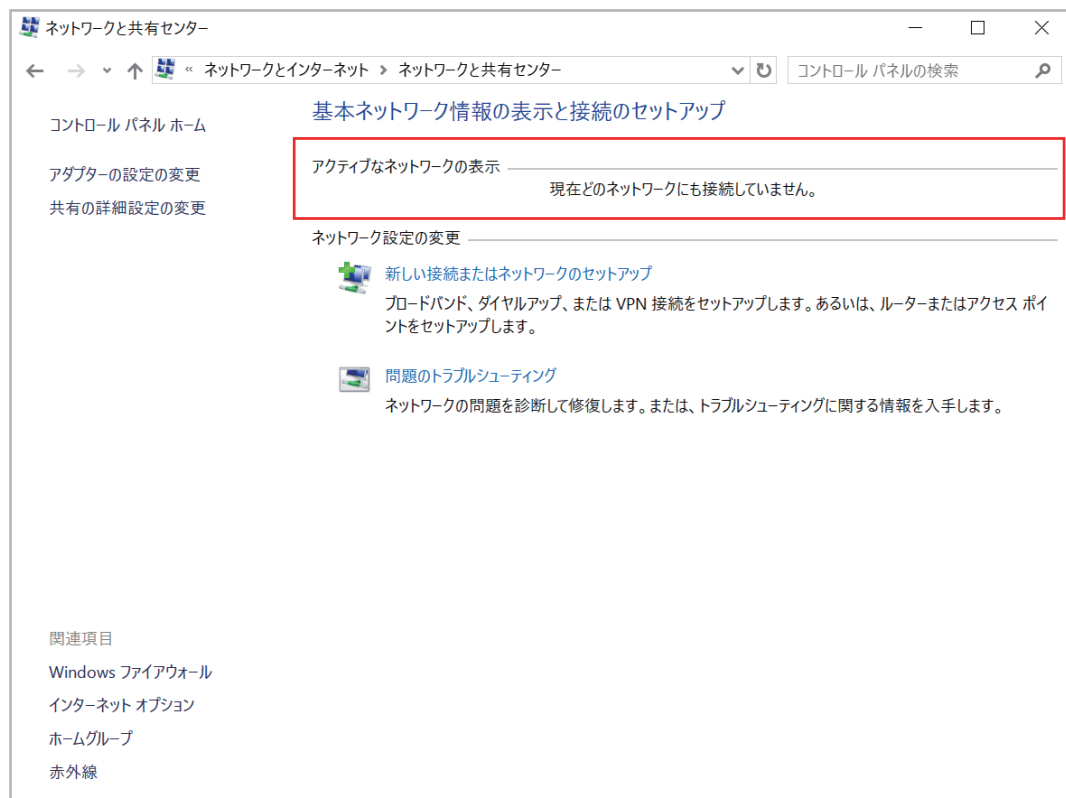 ネットワークと共有センター
« ネットワークとインターネット > ネットワークと共有センター
コントロール パネルの検索
コントロール パネル ホーム
アダプターの設定の変更
共有の詳細設定の変更
基本ネットワーク情報の表示と接続のセットアップ
アクティブなネットワークの表示
現在どのネットワークにも接続していません。
ネットワーク設定の変更
新しい接続またはネットワークのセットアップ
ブロードバンド、ダイヤルアップ、または VPN 接続をセットアップします。あるいは、ルーターまたはアクセス ポイ
ントをセットアップします。
問題のトラブルシューティング
ネットワークの問題を診断して修復します。または、トラブルシューティングに関する情報を入手します。
関連項目
Windows ファイアウォール
インターネット オプション
ホームグループ
赤外線